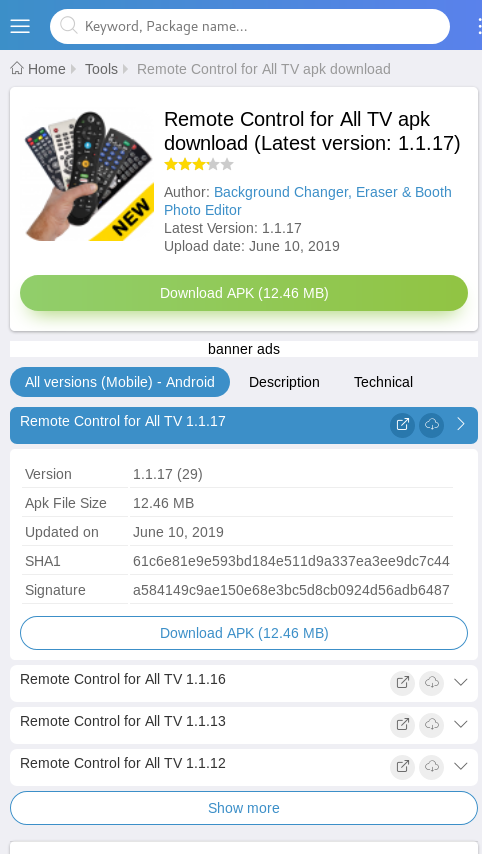 Keyword, Package name...
Home Tools Remote Control for All TV apk download
NEW
Remote Control for All TV apk
download (Latest version: 1.1.17)
Author: Background Changer, Eraser & Booth
Photo Editor
Latest Version: 1.1.17
Upload date: June 10, 2019
Download APK (12.46 MB)
banner ads
All versions (Mobile) - Android Description Technical
Remote Control for All TV 1.1.17
Version 1.1.17 (29)
Apk File Size 12.46 MB
Updated on June 10, 2019
SHA1 61c6e81e9e593bd184e511d9a337ea3ee9dc7c44
Signature a584149c9ae150e68e3bc5d8cb0924d56adb6487
Download APK (12.46 MB)
Remote Control for All TV 1.1.16
Remote Control for All TV 1.1.13
Remote Control for All TV 1.1.12
Show more